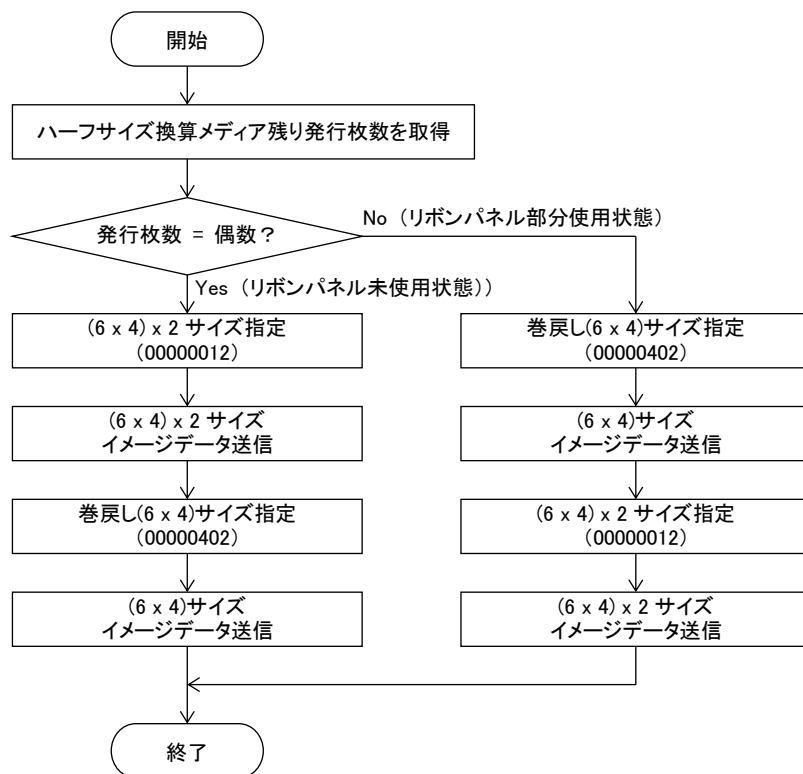 開始
ハーフサイズ換算メディア残り発行枚数を取得
発行枚数 = 偶数？
No （リボンパネル部分使用状態）
Yes （リボンパネル未使用状態））
(6 x 4) x 2 サイズ指定
(00000012)
(6 x 4) x 2 サイズ
イメージデータ送信
巻戻し(6 x 4)サイズ指定
(00000402)
(6 x 4)サイズ
イメージデータ送信
巻戻し(6 x 4)サイズ指定
(00000402)
(6 x 4)サイズ
イメージデータ送信
(6 x 4) x 2 サイズ指定
(00000012)
(6 x 4) x 2 サイズ
イメージデータ送信
終了